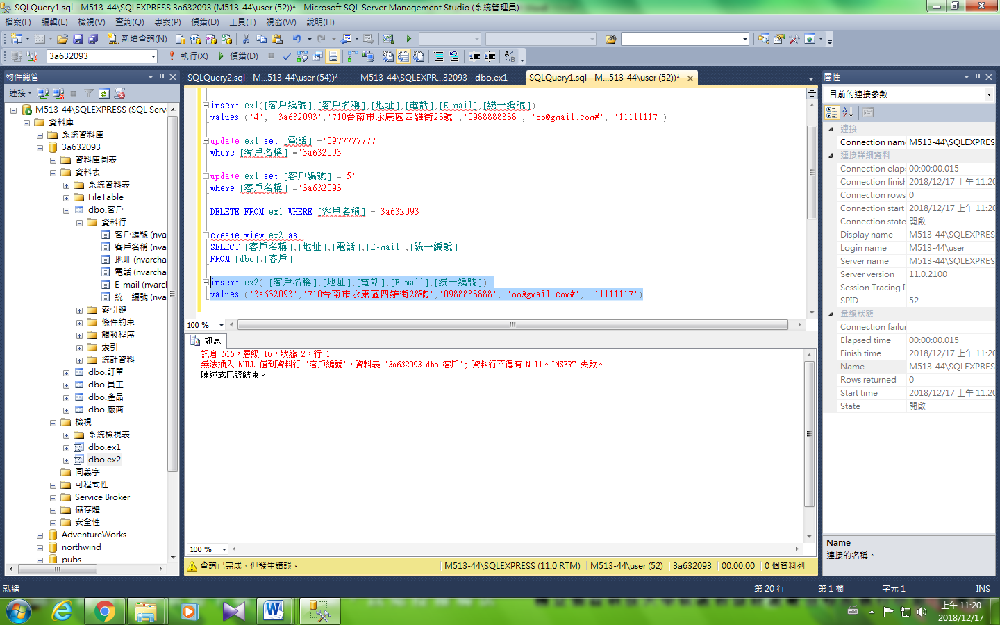 SQLQuery1.sql - M513-44\SQLEXPRESS.3a632093 (M513-44\user (52))* - Microsoft SQL Server Management Studio (系統管理員)
檔案(F) 編輯(E) 檢視(V) 查詢(Q) 專案(P) 偵錯(D) 工具(T) 視窗(W) 說明(H)
新增查詢(N)
3a632093 執行(X) 偵錯(D)
物件總管
連接
M513-44\SQLEXPRESS (SQL Serv
資料庫
系統資料庫
3a632093
資料庫圖表
資料表
系統資料表
FileTable
dbo.客戶
資料行
客戶編號 (nva
客戶名稱 (nva
地址 (nvarcha
電話 (nvarcha
E-mail (nvarcl
統一編號 (nva
索引鍵
條件約束
觸發程序
索引
統計資料
dbo.訂單
dbo.員工
dbo.產品
dbo.廠商
檢視
系統檢視表
dbo.ex1
dbo.ex2
同義字
可程式性
Service Broker
儲存體
安全性
AdventureWorks
northwind
pubs
SQLQuery2.sql - M...513-44\user (54))* M513-44\SQLEXPR...32093 - dbo.ex1 SQLQuery1.sql - M...513-44\user (52))*
insert ex1([客戶編號],[客戶名稱],[地址],[電話],[E-mail],[統一編號])
values ('4', '3a632093','710台南市永康區四維街28號','0988888888', 'oo@gmail.com#', '11111117')
update ex1 set [電話] ='0977777777'
where [客戶名稱] ='3a632093'
update ex1 set [客戶編號] ='5'
where [客戶名稱] ='3a632093'
DELETE FROM ex1 WHERE [客戶名稱] ='3a632093'
create view ex2 as
SELECT [客戶名稱],[地址],[電話],[E-mail],[統一編號]
FROM [dbo].[客戶]
insert ex2( [客戶名稱],[地址],[電話],[E-mail],[統一編號])
values ('3a632093','710台南市永康區四維街28號','0988888888', 'oo@gmail.com#', '11111117')
100 %
訊息
訊息 515，層級 16，狀態 2，行 1
無法插入 NULL 值到資料行 '客戶編號'，資料表 '3a632093.dbo.客戶'; 資料行不得有 Null。INSERT 失敗。
陳述式已經結束。
100 %
查詢已完成，但發生錯誤。 M513-44\SQLEXPRESS (11.0 RTM) M513-44\user (52) 3a632093 00:00:00 0 個資料列
屬性
目前的連接參數
連接
Connection name M513-44\SQLEXPRES
連接詳細資料
Connection elap 00:00:00.015
Connection finish 2018/12/17 上午 11:20
Connection rows 0
Connection start 2018/12/17 上午 11:20
Connection state 開啟
Display name M513-44\SQLEXPRES
Login name M513-44\user
Server name M513-44\SQLEXPRES
Server version 11.0.2100
Session Tracing I
SPID 52
彙總狀態
Connection failur
Elapsed time 00:00:00.015
Finish time 2018/12/17 上午 11:20
Name M513-44\SQLEXPRES
Rows returned 0
Start time 2018/12/17 上午 11:20
State 開啟
Name
連接的名稱。
就緒 第 20 行 第 1 欄 字元 1 INS
上午 11:20
2018/12/17